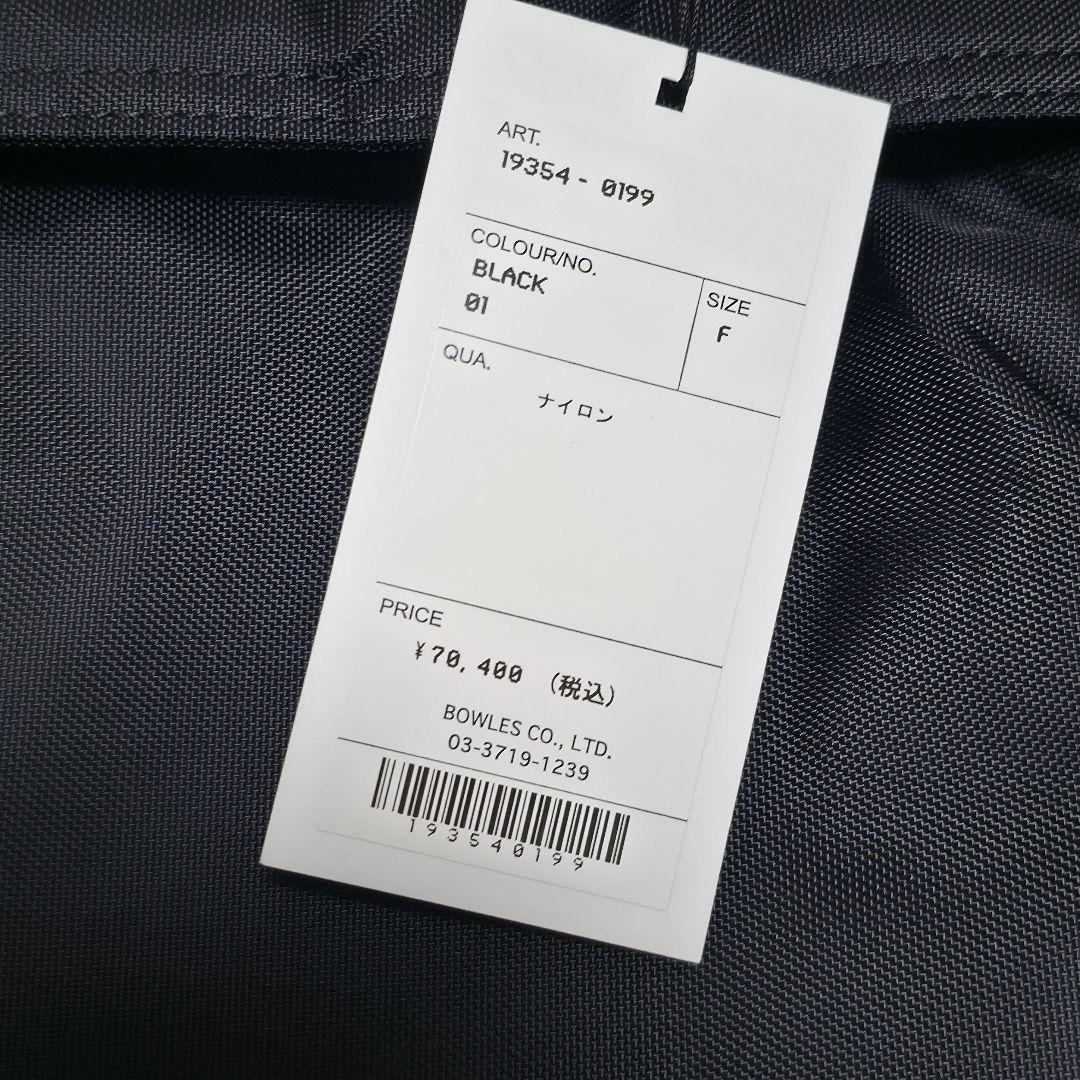 ART.
19354 - 0199
COLOUR/NO.
BLACK
01
SIZE
F
QUA.
ナイロン
PRICE
¥70,400 (税込)
BOWLES CO., LTD.
03-3719-1239
193540199